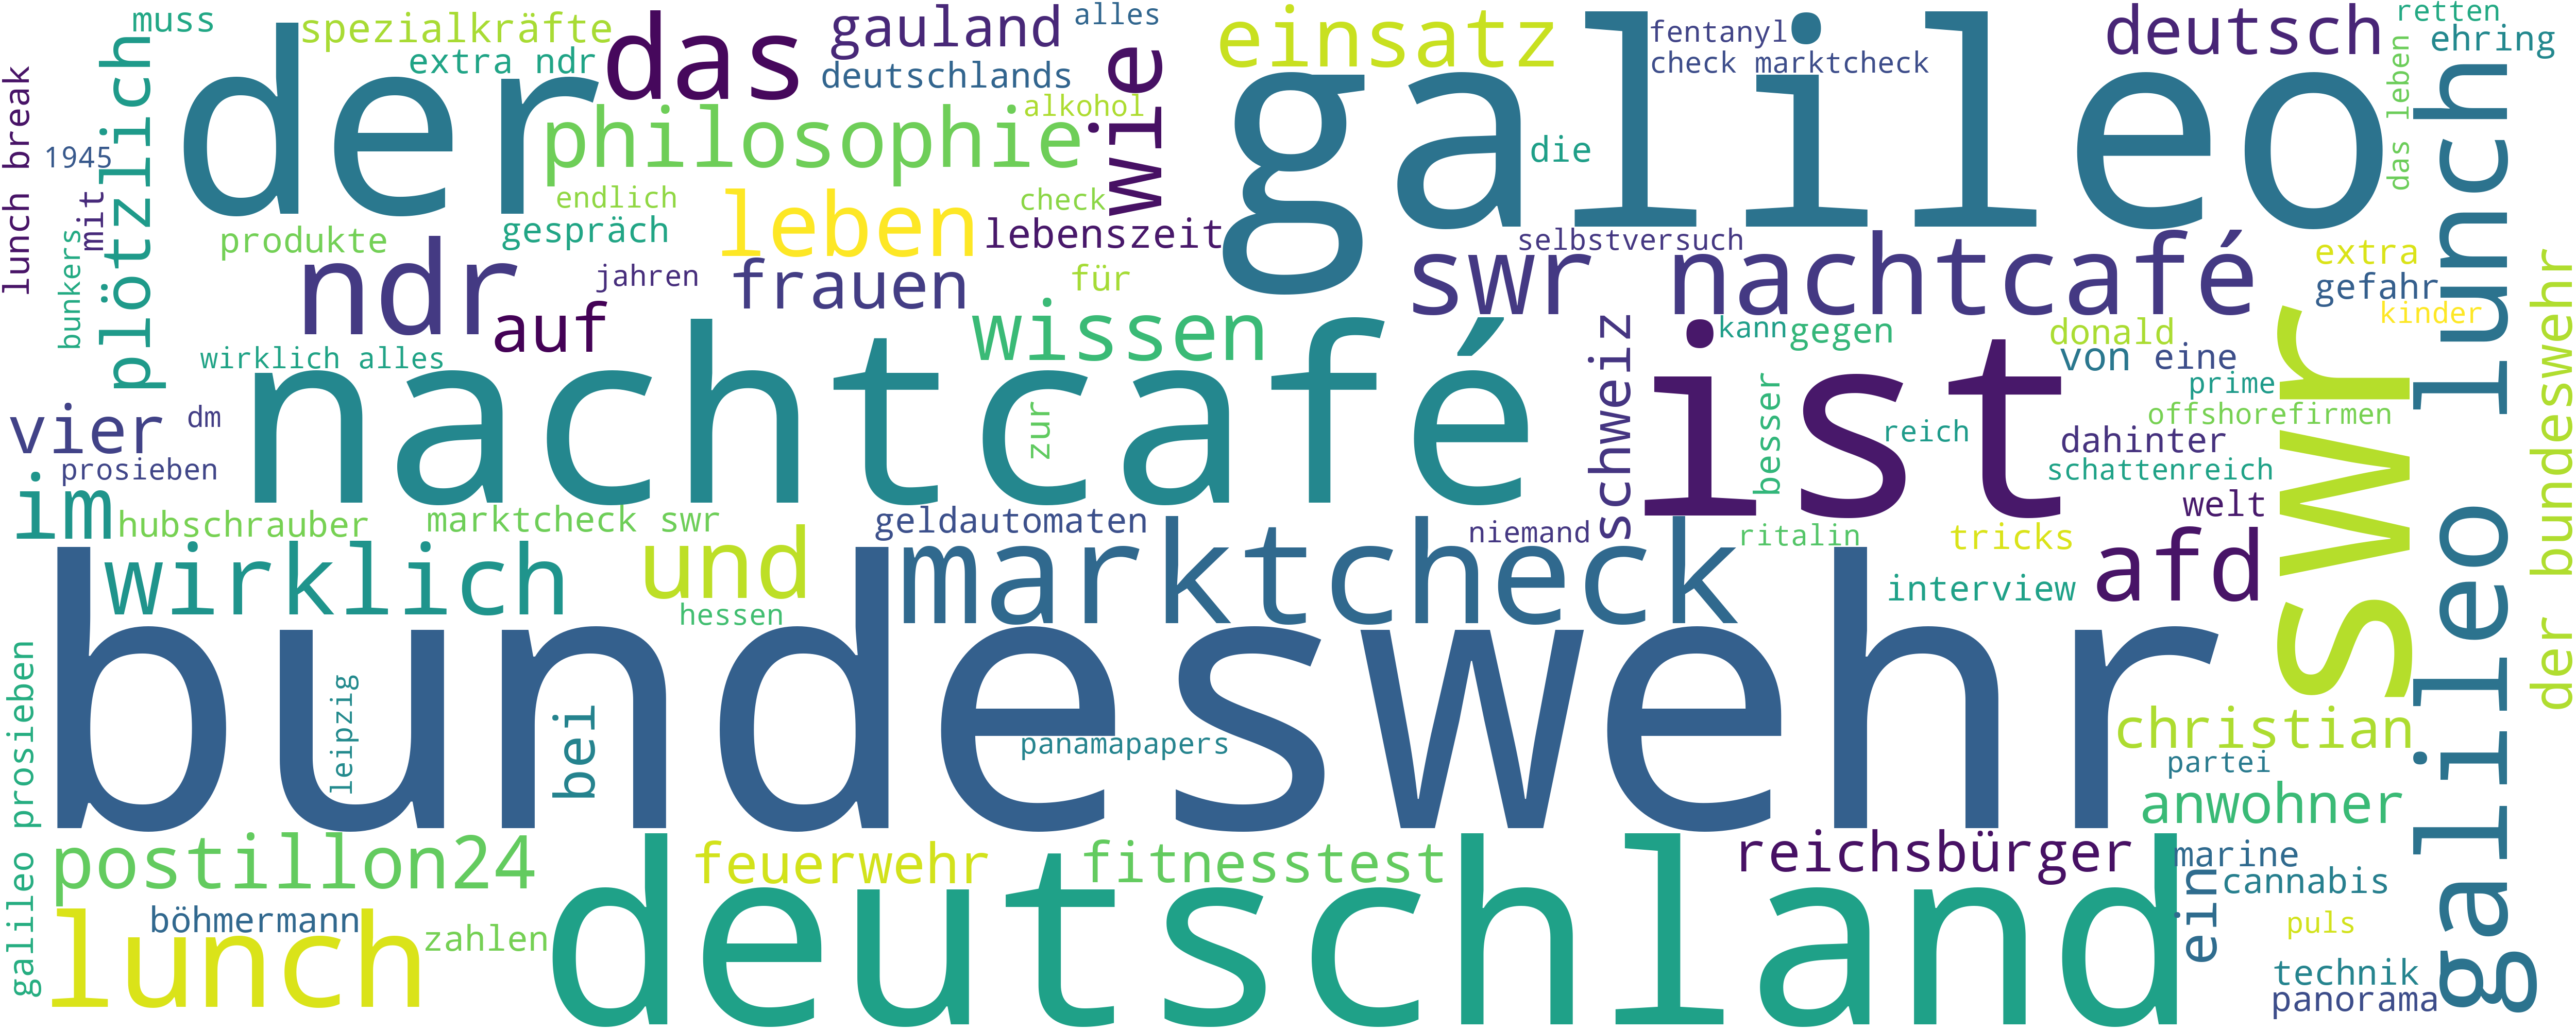 muss
spezialkräfte
extra ndr
das
gauland
alles
deutschlands
wie
einsatz
galileo
fentanyl
check marktcheck
deutsch
retten
ehring
das leben
lunch break
1945
plötzlich
der
philosophie
alkohol
die
mit
bunkers
endlich
check
produkte
gespräch
leben
lebenszeit
swr nachtcafé
selbstversuch
extra
gefahr
kinder
galileo lunch
der bundeswehr
ndr
jahren
frauen
für
auf
wissen
wirklich alles
nachtcafé
zur
schweiz
ist
kann
gegen
donald
von
eine
prime
besser
reich
offshorefirmen
dahinter
schattenreich
welt
swr
vier
dm
prosieben
im
hubschrauber
marktcheck swr
geldautomaten
niemand
ritalin
tricks
wirklich
und
marktcheck
interview
afd
hessen
bundeswehr
galileo prosieben
leipzig
bei
panamapapers
christian
partei
anwohner
postillon24
feuerwehr
fitnesstest
reichsbürger
marine
ein
cannabis
böhmermann
lunch
zahlen
deutschland
puls
technik
panorama